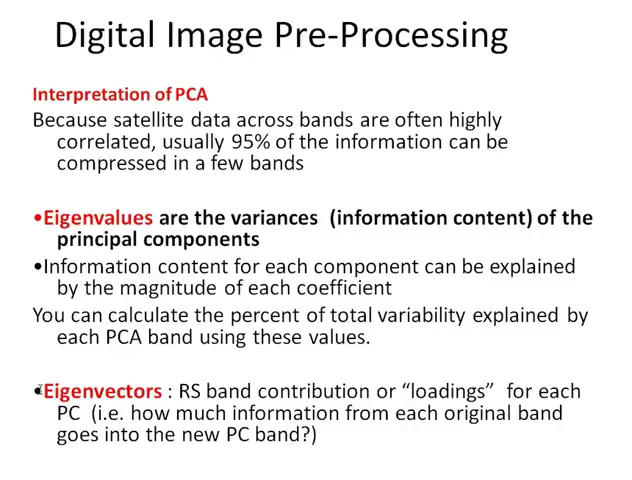 Digital Image Pre-Processing
Interpretation of PCA
Because satellite data across bands are often highly
correlated, usually 95% of the information can be
compressed in a few bands
•Eigenvalues are the variances  (information content) of the
principal components
•Information content for each component can be explained
by the magnitude of each coefficient
You can calculate the percent of total variability explained by
each PCA band using these values.
•Eigenvectors : RS band contribution or “loadings”  for each
PC  (i.e. how much information from each original band
goes into the new PC band?)